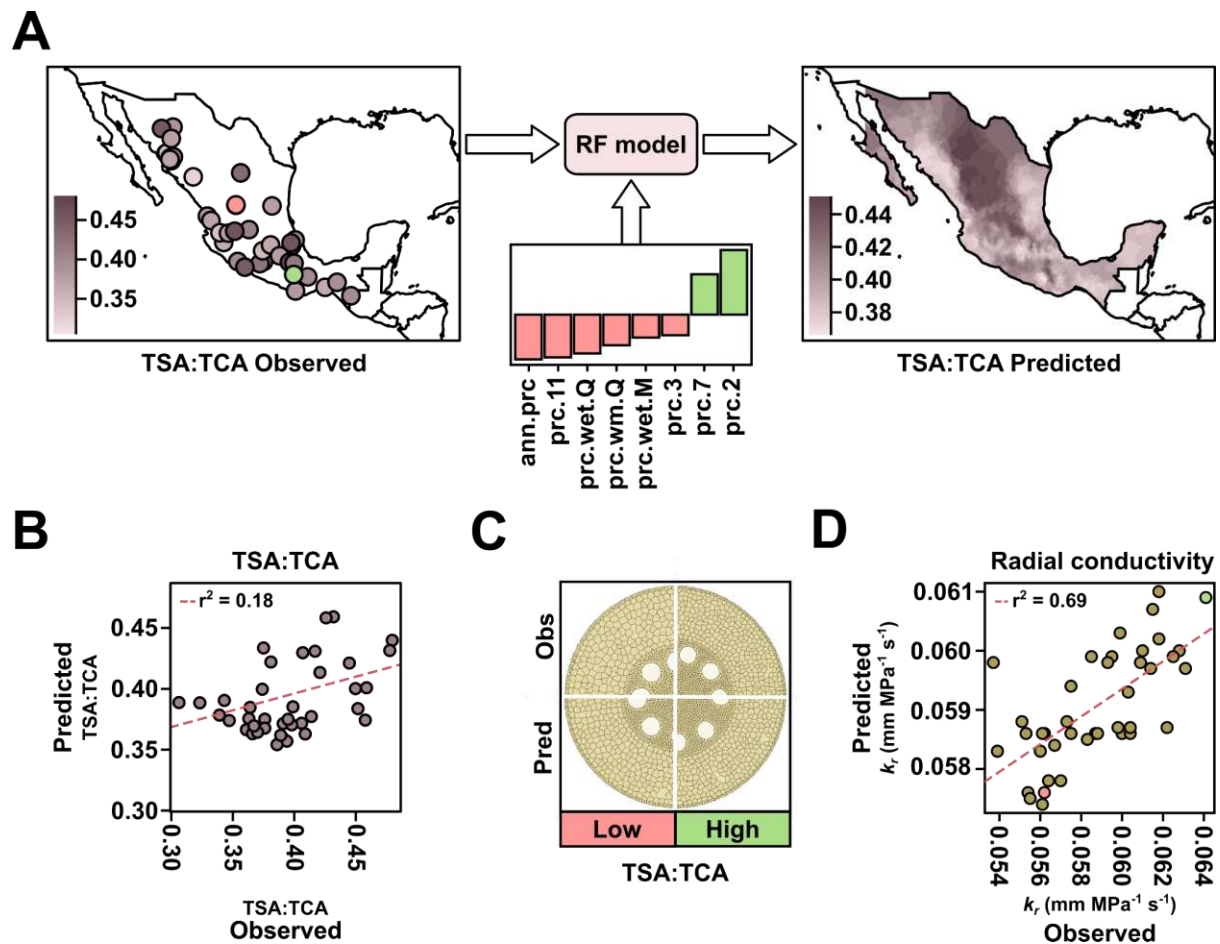 A
RF model
0.45
0.40
0.35
TSA:TCA Observed
ann.prc
prc.11
prc.wet.Q
prc.wm.Q
prc.wet.M
prc.3
prc.7
prc.2
0.44
0.42
0.40
0.38
TSA:TCA Predicted
B
TSA:TCA
r² = 0.18
Predicted
TSA:TCA
0.45
0.40
0.35
0.30
0.30
0.35
0.40
0.45
TSA:TCA
Observed
C
Obs
Pred
Low
High
TSA:TCA
D
Radial conductivity
r² = 0.69
Predicted
kᵣ (mm MPa⁻¹ s⁻¹)
0.061
0.060
0.059
0.058
0.054
0.056
0.058
0.060
0.062
0.064
kᵣ (mm MPa⁻¹ s⁻¹)
Observed